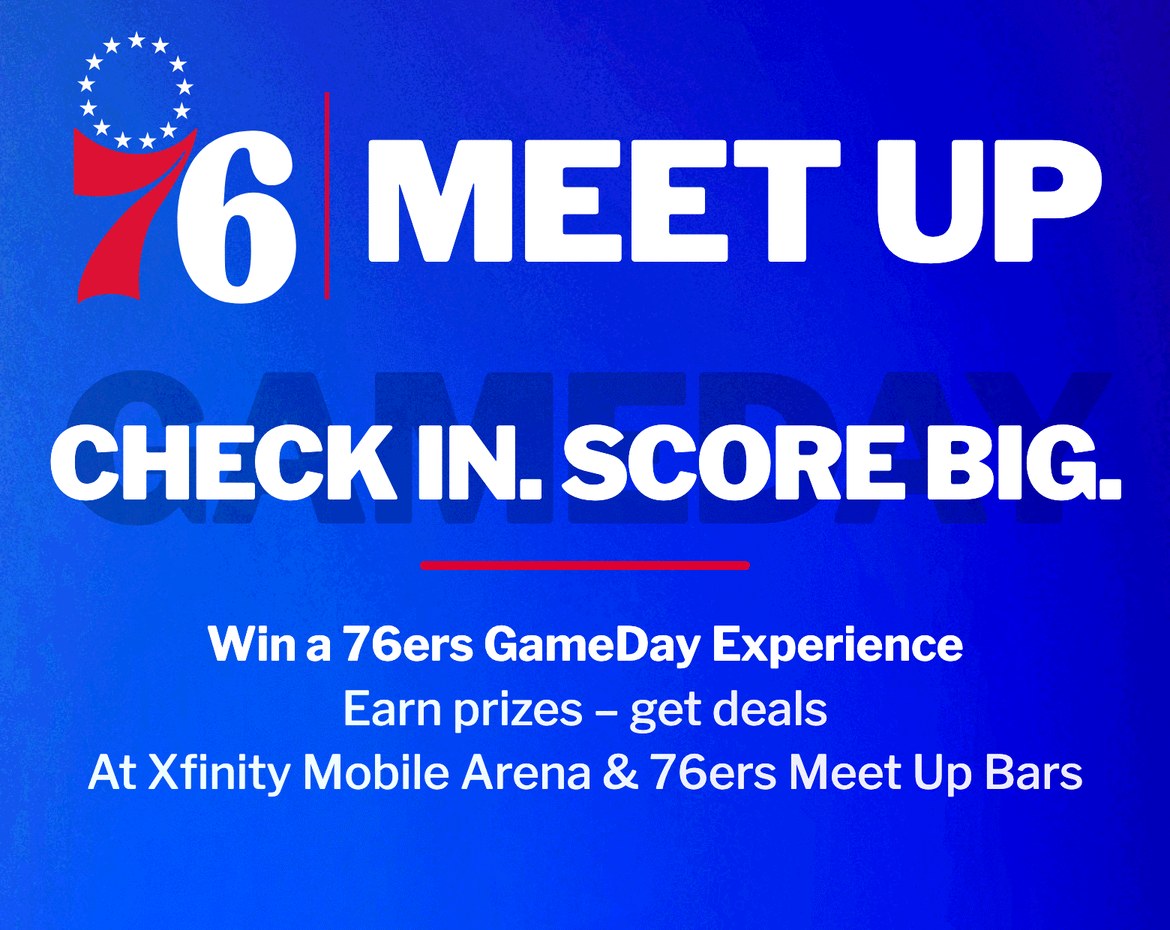 76 MEET UP
GAMEDAY
CHECK IN. SCORE BIG.
Win a 76ers GameDay Experience
Earn prizes – get deals
At Xfinity Mobile Arena & 76ers Meet Up Bars